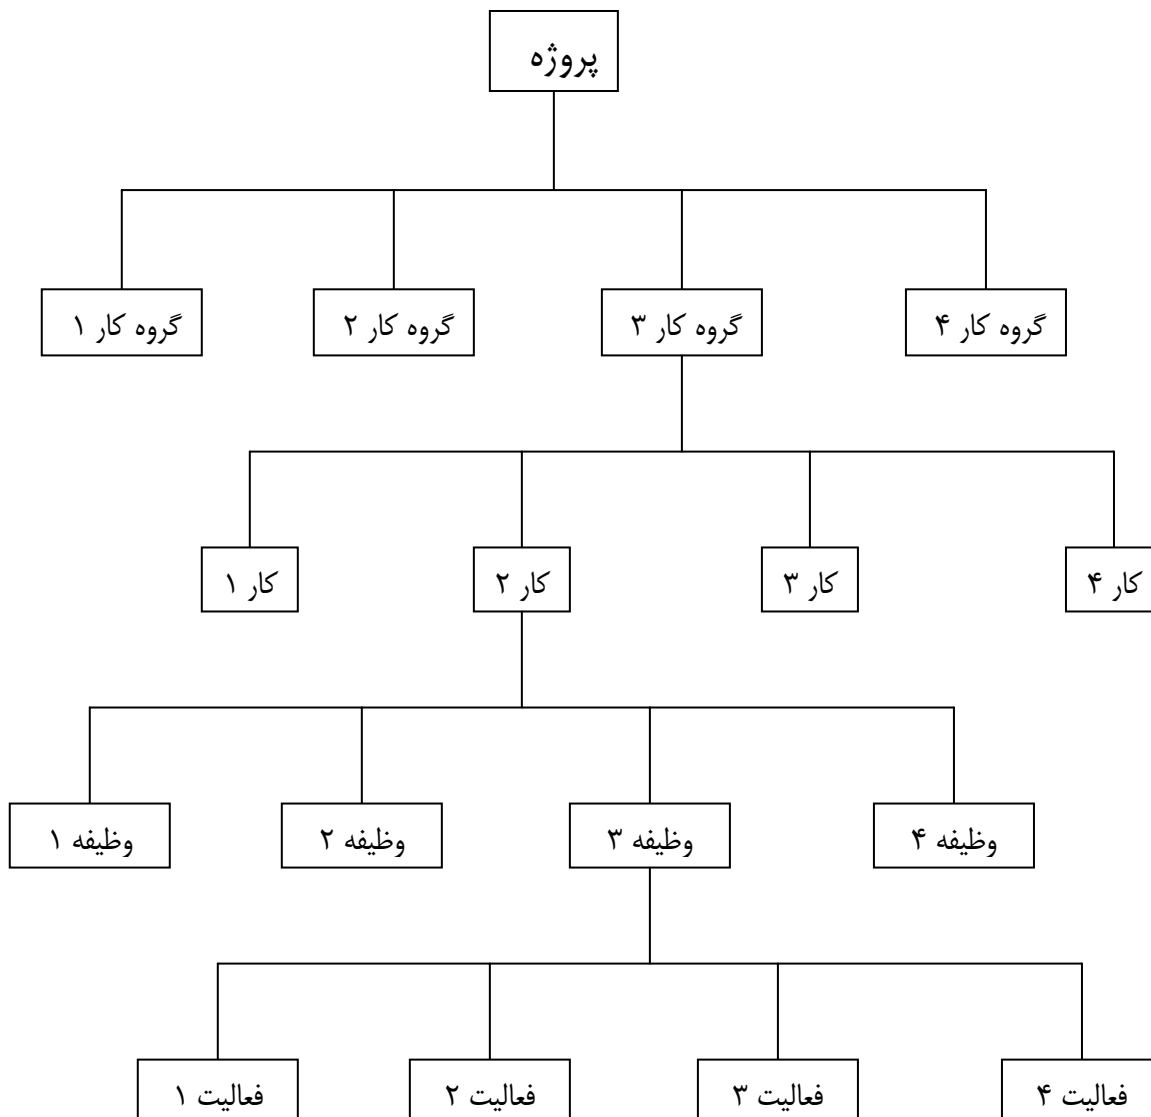 پروژه
گروه کار ۱
گروه کار ۲
گروه کار ۳
گروه کار ۴
کار ۱
کار ۲
کار ۳
کار ۴
وظیفه ۱
وظیفه ۲
وظیفه ۳
وظیفه ۴
فعالیت ۱
فعالیت ۲
فعالیت ۳
فعالیت ۴